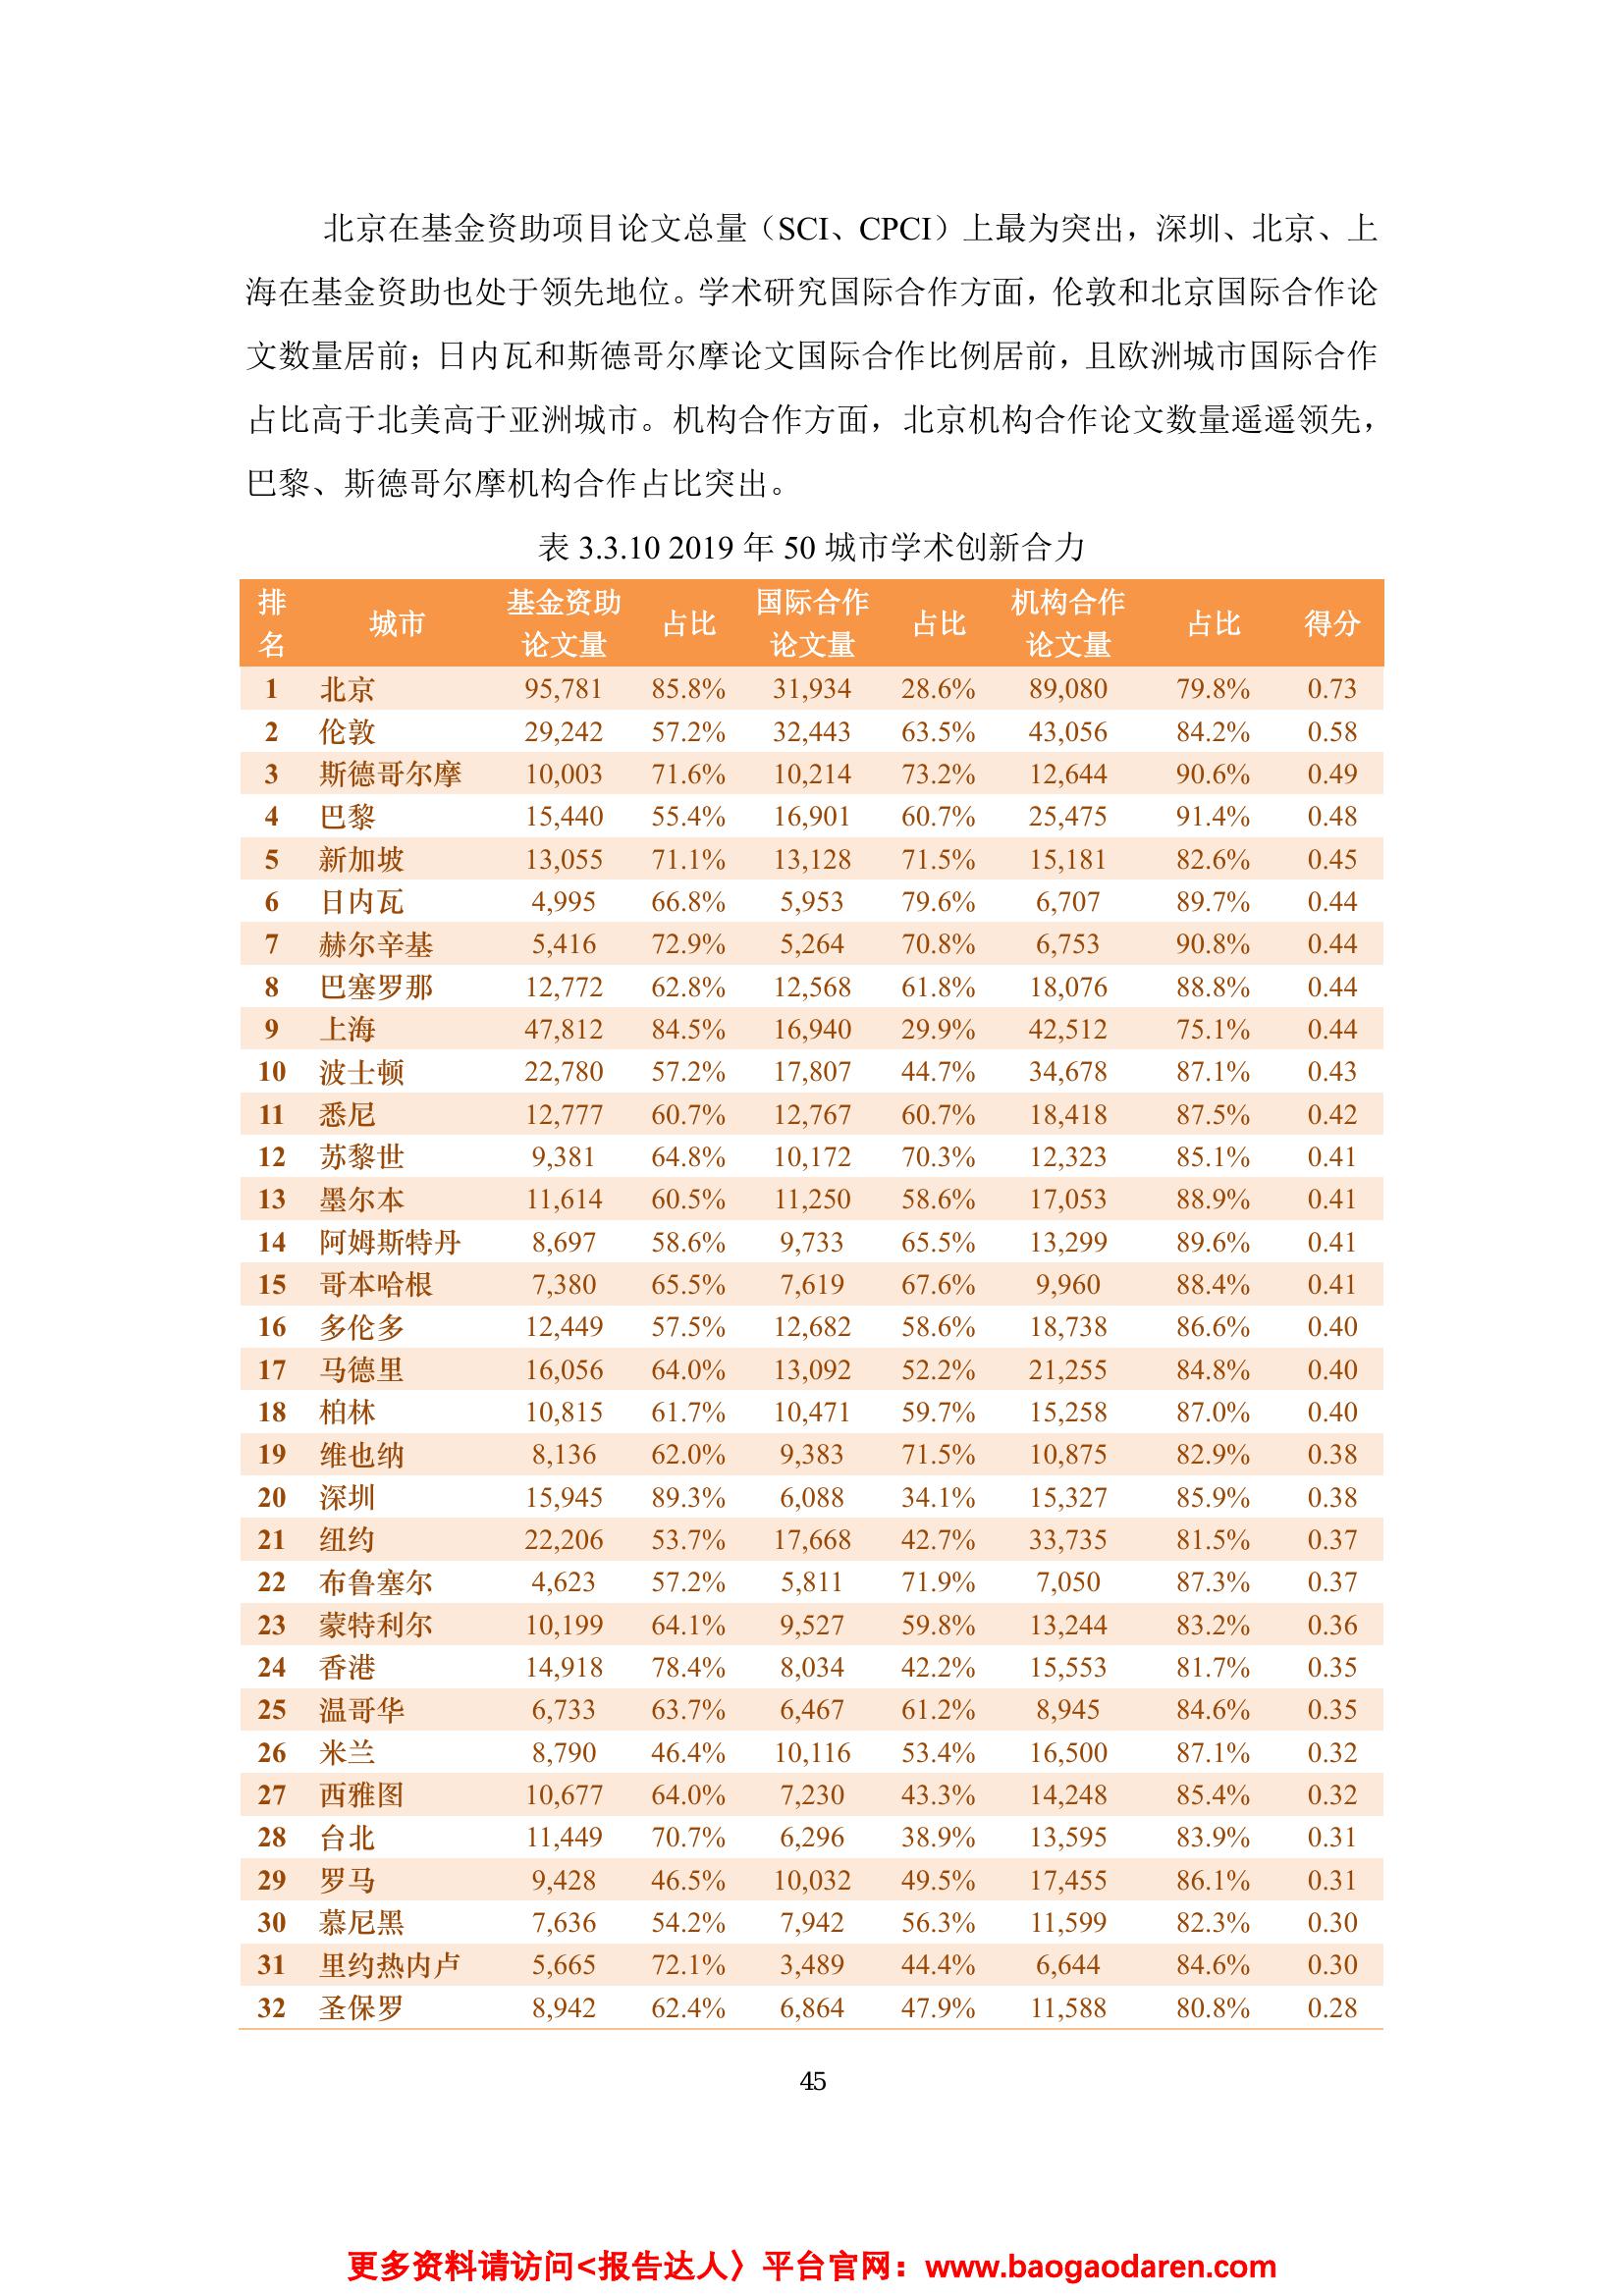 北京在基金资助项目论文总量（SCI、CPCI）上最为突出，深圳、北京、上
海在基金资助也处于领先地位。学术研究国际合作方面，伦敦和北京国际合作论
文数量居前；日内瓦和斯德哥尔摩论文国际合作比例居前，且欧洲城市国际合作
占比高于北美高于亚洲城市。机构合作方面，北京机构合作论文数量遥遥领先，
巴黎、斯德哥尔摩机构合作占比突出。
表 3.3.10 2019 年 50 城市学术创新合力
排名 城市 基金资助论文量 占比 国际合作论文量 占比 机构合作论文量 占比 得分
1 北京 95,781 85.8% 31,934 28.6% 89,080 79.8% 0.73
2 伦敦 29,242 57.2% 32,443 63.5% 43,056 84.2% 0.58
3 斯德哥尔摩 10,003 71.6% 10,214 73.2% 12,644 90.6% 0.49
4 巴黎 15,440 55.4% 16,901 60.7% 25,475 91.4% 0.48
5 新加坡 13,055 71.1% 13,128 71.5% 15,181 82.6% 0.45
6 日内瓦 4,995 66.8% 5,953 79.6% 6,707 89.7% 0.44
7 赫尔辛基 5,416 72.9% 5,264 70.8% 6,753 90.8% 0.44
8 巴塞罗那 12,772 62.8% 12,568 61.8% 18,076 88.8% 0.44
9 上海 47,812 84.5% 16,940 29.9% 42,512 75.1% 0.44
10 波士顿 22,780 57.2% 17,807 44.7% 34,678 87.1% 0.43
11 悉尼 12,777 60.7% 12,767 60.7% 18,418 87.5% 0.42
12 苏黎世 9,381 64.8% 10,172 70.3% 12,323 85.1% 0.41
13 墨尔本 11,614 60.5% 11,250 58.6% 17,053 88.9% 0.41
14 阿姆斯特丹 8,697 58.6% 9,733 65.5% 13,299 89.6% 0.41
15 哥本哈根 7,380 65.5% 7,619 67.6% 9,960 88.4% 0.41
16 多伦多 12,449 57.5% 12,682 58.6% 18,738 86.6% 0.40
17 马德里 16,056 64.0% 13,092 52.2% 21,255 84.8% 0.40
18 柏林 10,815 61.7% 10,471 59.7% 15,258 87.0% 0.40
19 维也纳 8,136 62.0% 9,383 71.5% 10,875 82.9% 0.38
20 深圳 15,945 89.3% 6,088 34.1% 15,327 85.9% 0.38
21 纽约 22,206 53.7% 17,668 42.7% 33,735 81.5% 0.37
22 布鲁塞尔 4,623 57.2% 5,811 71.9% 7,050 87.3% 0.37
23 蒙特利尔 10,199 64.1% 9,527 59.8% 13,244 83.2% 0.36
24 香港 14,918 78.4% 8,034 42.2% 15,553 81.7% 0.35
25 温哥华 6,733 63.7% 6,467 61.2% 8,945 84.6% 0.35
26 米兰 8,790 46.4% 10,116 53.4% 16,500 87.1% 0.32
27 西雅图 10,677 64.0% 7,230 43.3% 14,248 85.4% 0.32
28 台北 11,449 70.7% 6,296 38.9% 13,595 83.9% 0.31
29 罗马 9,428 46.5% 10,032 49.5% 17,455 86.1% 0.31
30 慕尼黑 7,636 54.2% 7,942 56.3% 11,599 82.3% 0.30
31 里约热内卢 5,665 72.1% 3,489 44.4% 6,644 84.6% 0.30
32 圣保罗 8,942 62.4% 6,864 47.9% 11,588 80.8% 0.28
45
更多资料请访问<报告达人〉平台官网：www.baogaodaren.com